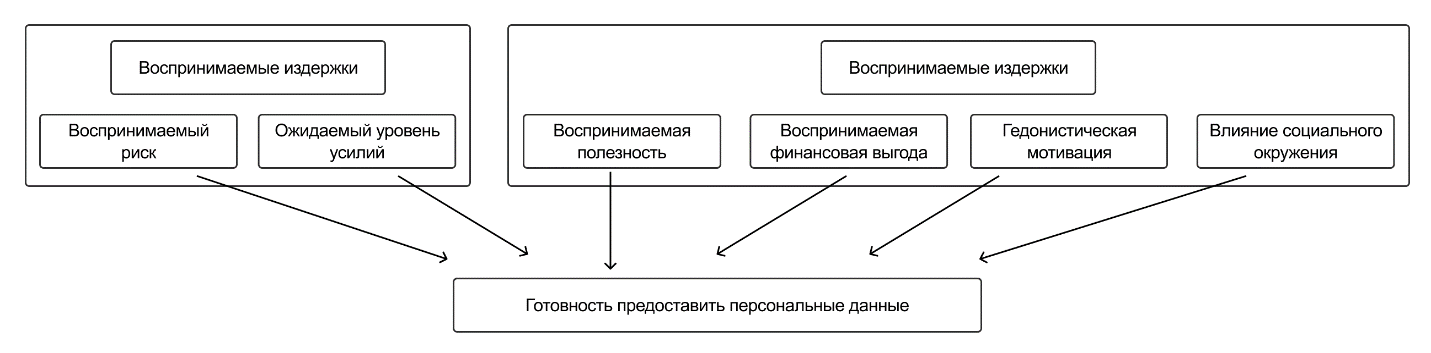 Воспринимаемые издержки
Воспринимаемые издержки
Воспринимаемый
риск
Ожидаемый уровень
усилий
Воспринимаемая
полезность
Воспринимаемая
финансовая выгода
Гедонистическая
мотивация
Влияние социального
окружения
Готовность предоставить персональные данные